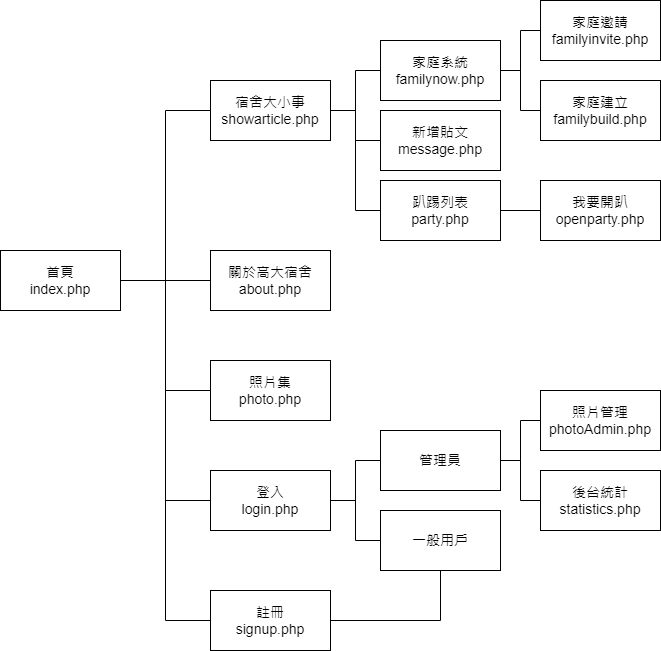 家庭邀請
familyinvite.php
家庭系統
familynow.php
宿舍大小事
showarticle.php
家庭建立
familybuild.php
新增貼文
message.php
趴踢列表
party.php
我要開趴
openparty.php
首頁
index.php
關於高大宿舍
about.php
照片集
photo.php
照片管理
photoAdmin.php
管理員
登入
login.php
後台統計
statistics.php
一般用戶
註冊
signup.php